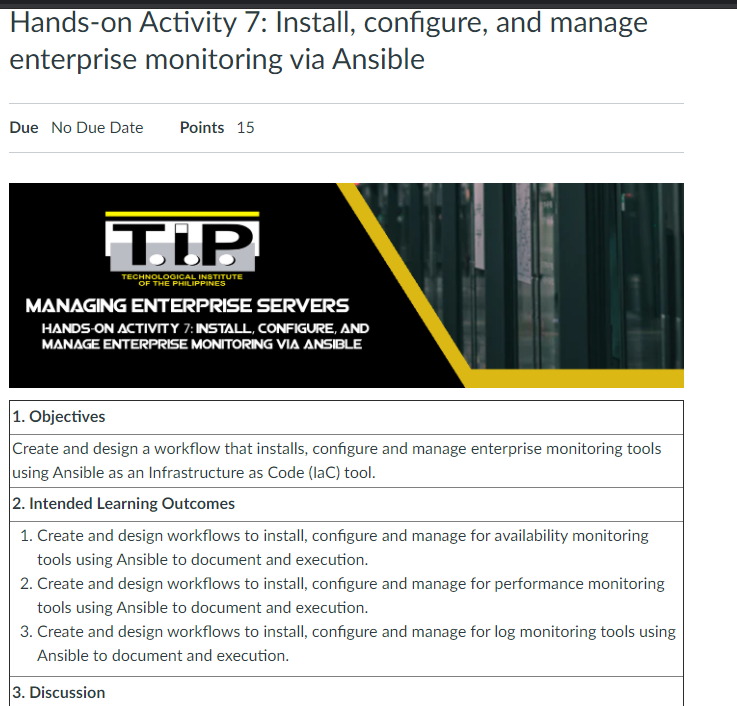 Hands-on Activity 7: Install, configure, and manage
enterprise monitoring via Ansible
Due No Due Date Points 15
T.I.P.
TECHNOLOGICAL INSTITUTE
OF THE PHILIPPINES
MANAGING ENTERPRISE SERVERS
HANDS-ON ACTIVITY 7: INSTALL, CONFIGURE, AND
MANAGE ENTERPRISE MONITORING VIA ANSIBLE
1. Objectives
Create and design a workflow that installs, configure and manage enterprise monitoring tools
using Ansible as an Infrastructure as Code (IaC) tool.
2. Intended Learning Outcomes
1. Create and design workflows to install, configure and manage for availability monitoring
tools using Ansible to document and execution.
2. Create and design workflows to install, configure and manage for performance monitoring
tools using Ansible to document and execution.
3. Create and design workflows to install, configure and manage for log monitoring tools using
Ansible to document and execution.
3. Discussion